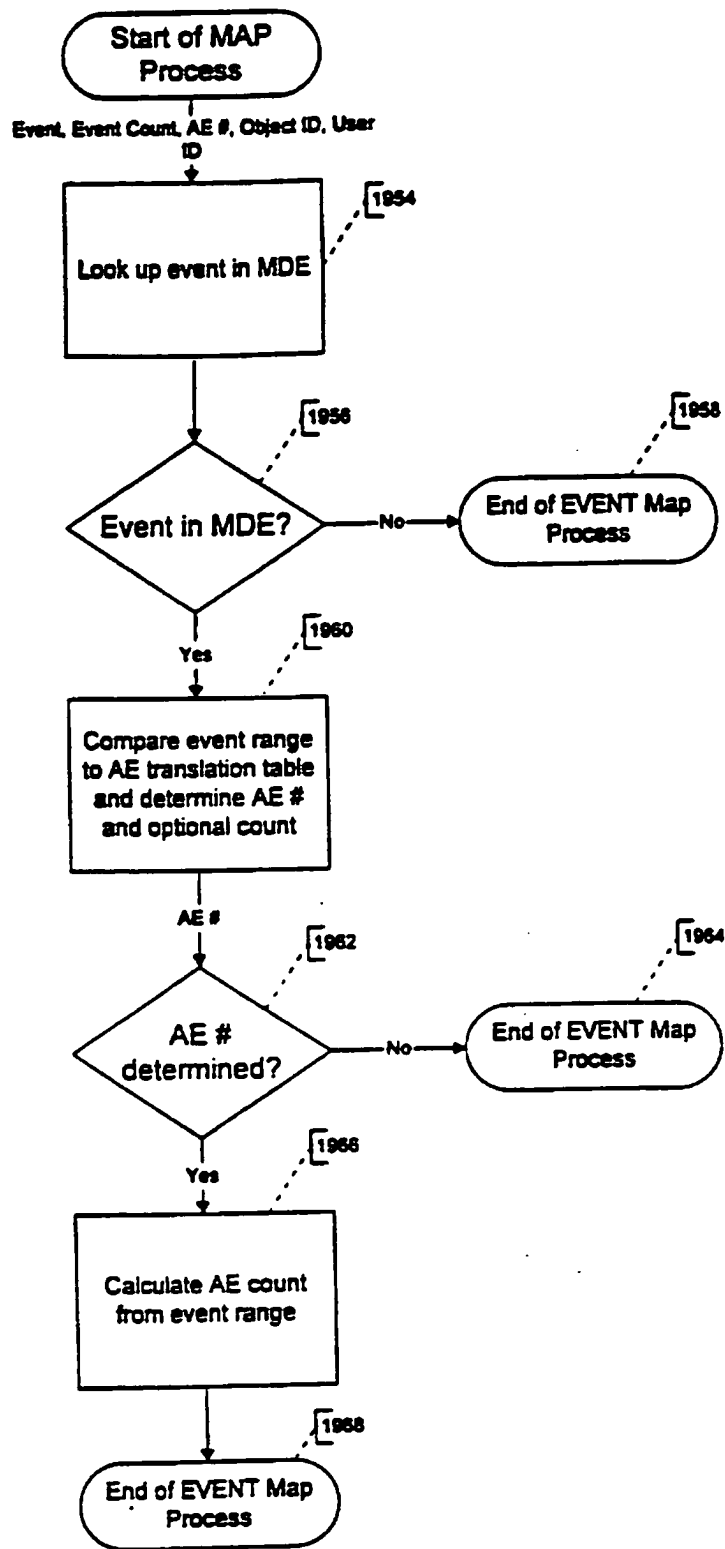 Start of MAP
Process
Event, Event Count, AE #, Object ID, User
ID
1954
Look up event in MDE
1956
1958
Event in MDE?
No
End of EVENT Map
Process
Yes
1960
Compare event range
to AE translation table
and determine AE #
and optional count
AE #
1962
1964
AE #
determined?
No
End of EVENT Map
Process
Yes
1966
Calculate AE count
from event range
1968
End of EVENT Map
Process